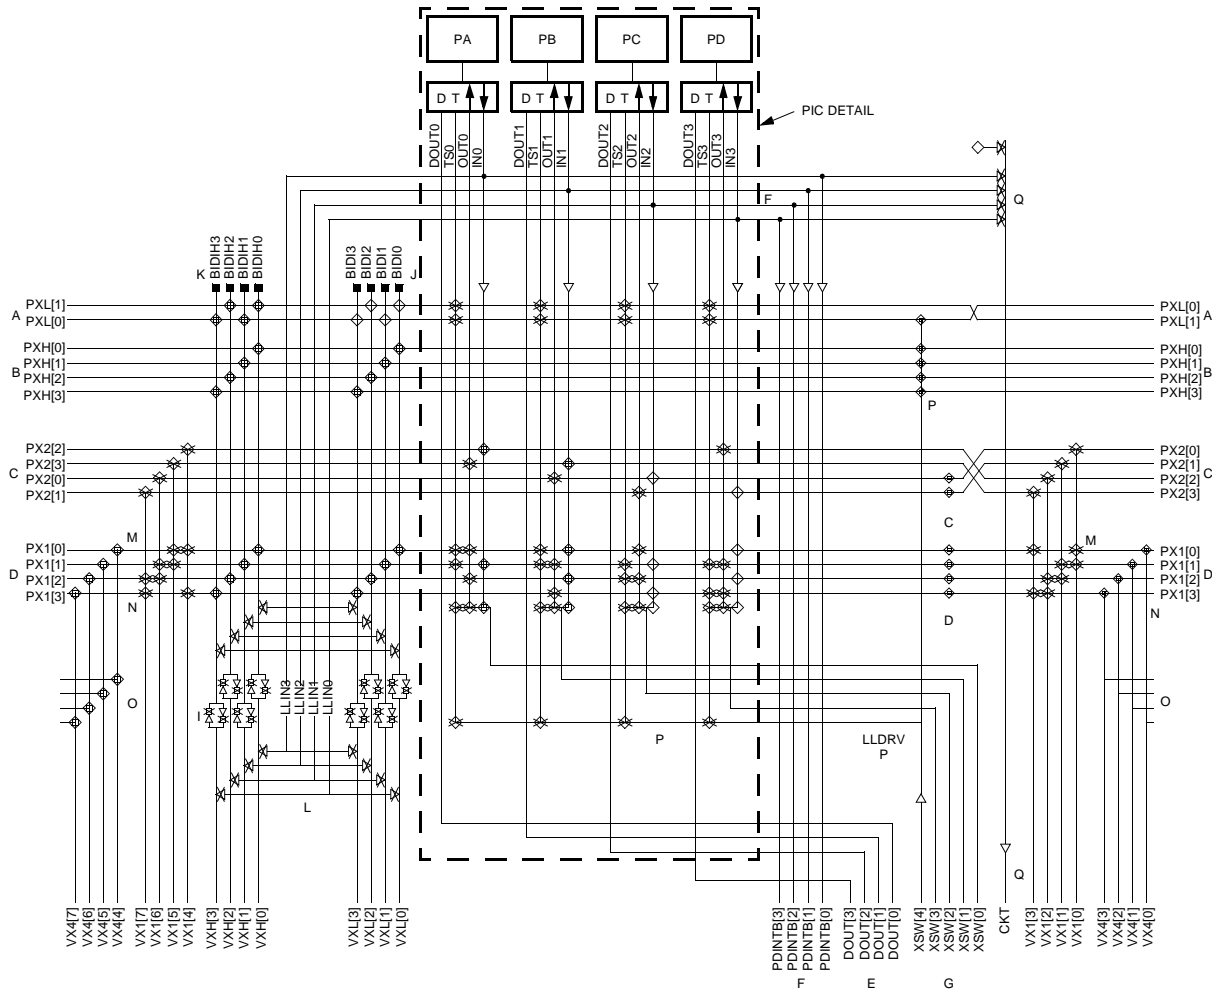 PA PB PC PD
D T D T D T D T
PIC DETAIL
DOUT0 TS0 OUT0 IN0 DOUT1 TS1 OUT1 IN1 DOUT2 TS2 OUT2 IN2 DOUT3 TS3 OUT3 IN3
F Q
K BIDIH3 BIDIH2 BIDIH1 BIDIH0 BIDI3 BIDI2 BIDI1 BIDI0 J
PXL[1] PXL[0]
A A
PXL[0] PXL[1]
PXH[0] PXH[0]
PXH[1] PXH[1]
B B
PXH[2] PXH[2]
PXH[3] PXH[3]
P
PX2[2] PX2[0]
PX2[3] PX2[1]
C C
PX2[0] PX2[2]
PX2[1] PX2[3]
C
M M
PX1[0] PX1[0]
PX1[1] PX1[1]
D D
PX1[2] PX1[2]
PX1[3] PX1[3]
N D N
LLIN3 LLIN2 LLIN1 LLIN0
O O
I
P LLDRV
P
L
Q
VX4[7] VX4[6] VX4[5] VX4[4] VX1[7] VX1[6] VX1[5] VX1[4] VXH[3] VXH[2] VXH[1] VXH[0] VXL[3] VXL[2] VXL[1] VXL[0] PDINTB[3] PDINTB[2] PDINTB[1] PDINTB[0] DOUT[3] DOUT[2] DOUT[1] DOUT[0] XSW[4] XSW[3] XSW[2] XSW[1] XSW[0] CKT VX1[3] VX1[2] VX1[1] VX1[0] VX4[3] VX4[2] VX4[1] VX4[0]
F E G